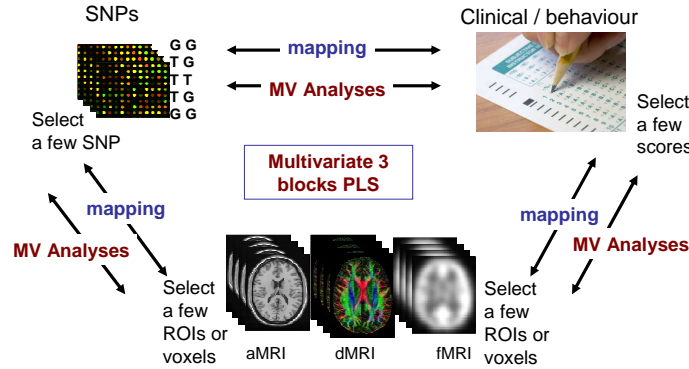 SNPs
Clinical / behaviour
G G
T G
T T
T G
G G
mapping
MV Analyses
Select
a few SNP
Select
a few
scores
Multivariate 3
blocks PLS
mapping
MV Analyses
mapping
MV Analyses
Select
a few
ROIs or
voxels
aMRI
dMRI
fMRI
Select
a few
ROIs or
voxels